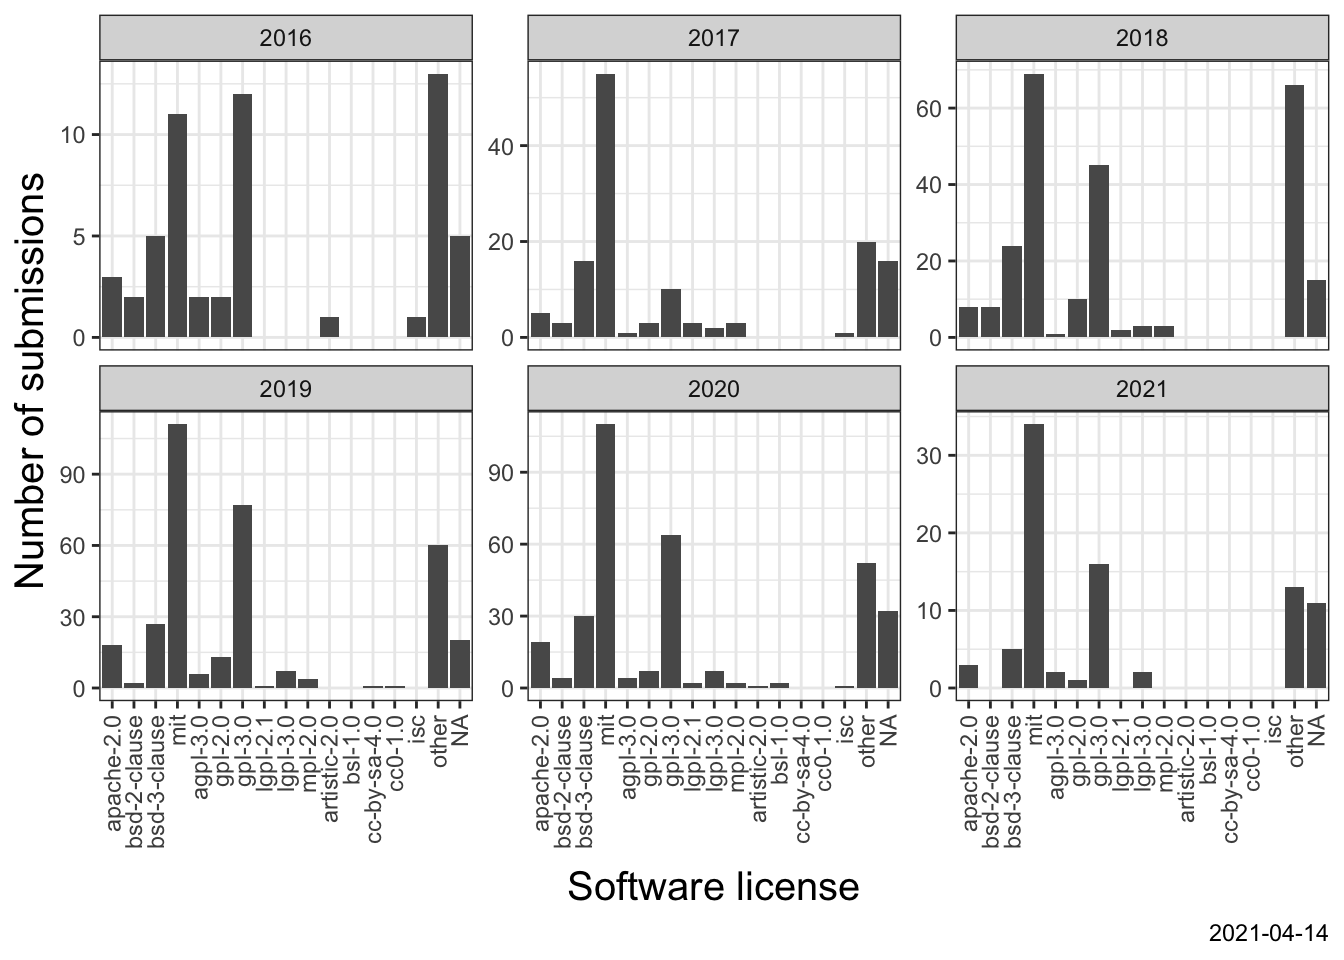 2016
2017
2018
10
5
0
40
20
0
60
40
20
0
2019
2020
2021
90
60
30
0
90
60
30
0
30
20
10
0
Number of submissions
apache-2.0
bsd-2-clause
bsd-3-clause
mit
agpl-3.0
gpl-2.0
gpl-3.0
lgpl-2.1
lgpl-3.0
mpl-2.0
artistic-2.0
bsl-1.0
cc-by-sa-4.0
cc0-1.0
isc
other
NA
apache-2.0
bsd-2-clause
bsd-3-clause
mit
agpl-3.0
gpl-2.0
gpl-3.0
lgpl-2.1
lgpl-3.0
mpl-2.0
artistic-2.0
bsl-1.0
cc-by-sa-4.0
cc0-1.0
isc
other
NA
apache-2.0
bsd-2-clause
bsd-3-clause
mit
agpl-3.0
gpl-2.0
gpl-3.0
lgpl-2.1
lgpl-3.0
mpl-2.0
artistic-2.0
bsl-1.0
cc-by-sa-4.0
cc0-1.0
isc
other
NA
Software license
2021-04-14